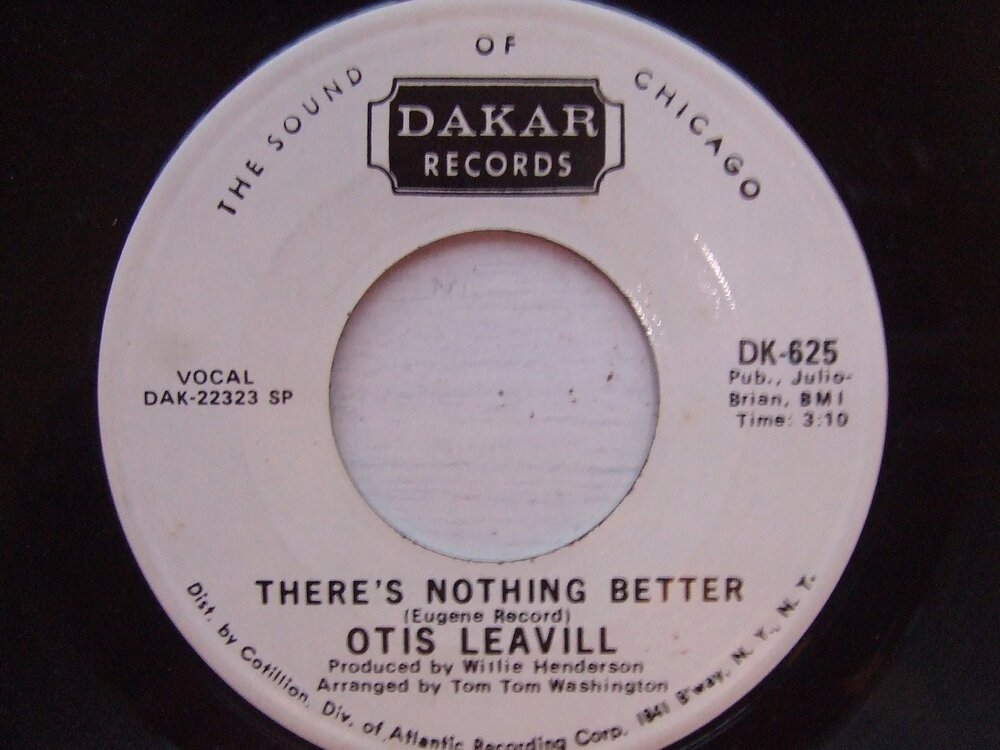 THE SOUND OF CHICAGO
DAKAR
RECORDS
VOCAL
DAK-22323 SP
DK-625
Pub., Julio-
Brian, BMI
Time: 3:10
THERE'S NOTHING BETTER
(Eugene Record)
OTIS LEAVILL
Produced by Willie Henderson
Arranged by Tom Tom Washington
Dist. by Cotillion, Div. of Atlantic Recording Corp. 1841 B'way, N. Y., N. Y.